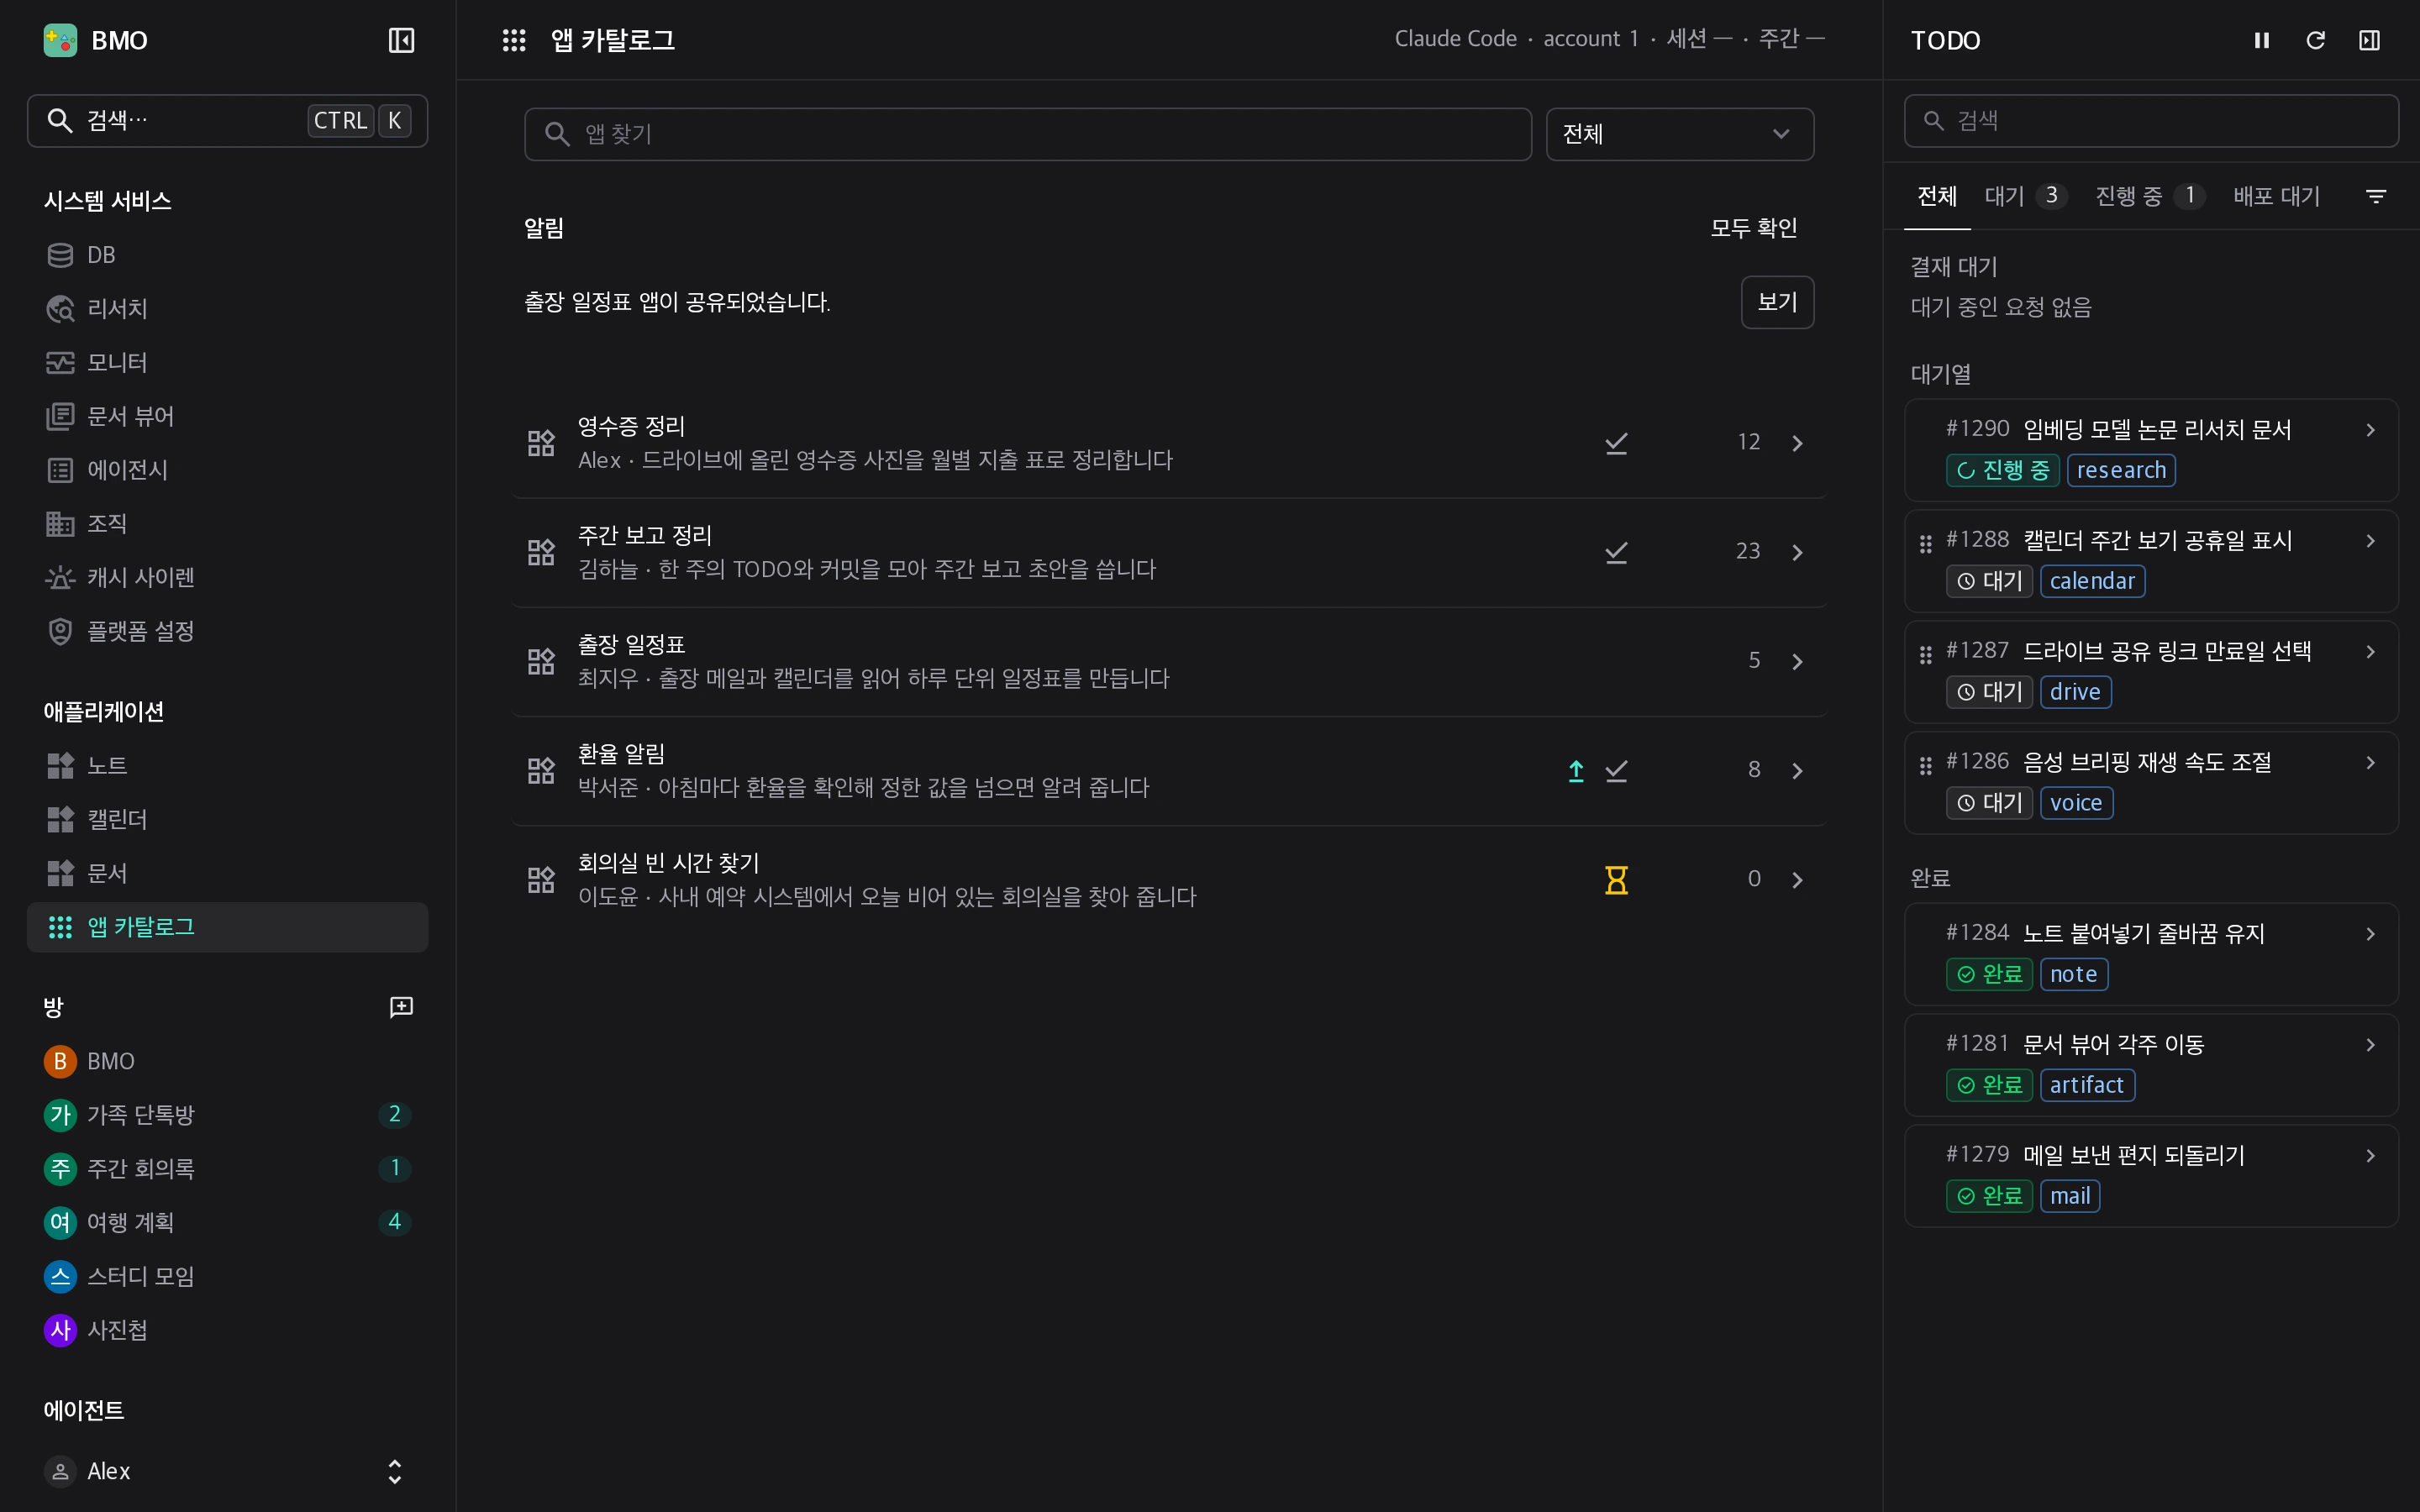 BMO
검색…
CTRL K
시스템 서비스
DB
리서치
모니터
문서 뷰어
에이전시
조직
캐시 사이렌
플랫폼 설정
애플리케이션
노트
캘린더
문서
앱 카탈로그
방
B BMO
가 가족 단톡방 2
주 주간 회의록 1
여 여행 계획 4
스 스터디 모임
사 사진첩
에이전트
Alex
앱 카탈로그
Claude Code · account 1 · 세션 — · 주간 —
앱 찾기
전체
알림
모두 확인
출장 일정표 앱이 공유되었습니다.
보기
영수증 정리
Alex · 드라이브에 올린 영수증 사진을 월별 지출 표로 정리합니다
12
주간 보고 정리
김하늘 · 한 주의 TODO와 커밋을 모아 주간 보고 초안을 씁니다
23
출장 일정표
최지우 · 출장 메일과 캘린더를 읽어 하루 단위 일정표를 만듭니다
5
환율 알림
박서준 · 아침마다 환율을 확인해 정한 값을 넘으면 알려 줍니다
8
회의실 빈 시간 찾기
이도윤 · 사내 예약 시스템에서 오늘 비어 있는 회의실을 찾아 줍니다
0
TODO
검색
전체 대기 3 진행 중 1 배포 대기
결재 대기
대기 중인 요청 없음
대기열
#1290 임베딩 모델 논문 리서치 문서
진행 중 research
#1288 캘린더 주간 보기 공휴일 표시
대기 calendar
#1287 드라이브 공유 링크 만료일 선택
대기 drive
#1286 음성 브리핑 재생 속도 조절
대기 voice
완료
#1284 노트 붙여넣기 줄바꿈 유지
완료 note
#1281 문서 뷰어 각주 이동
완료 artifact
#1279 메일 보낸 편지 되돌리기
완료 mail